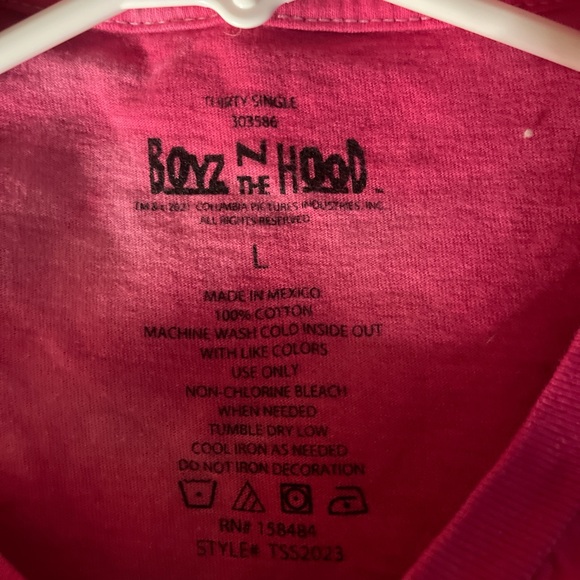 THIRTY SINGLE
303586
BOYZ N THE HOOD ™
TM & © 2021 COLUMBIA PICTURES INDUSTRIES, INC.
ALL RIGHTS RESERVED
L
MADE IN MEXICO
100% COTTON
MACHINE WASH COLD INSIDE OUT
WITH LIKE COLORS
USE ONLY
NON-CHLORINE BLEACH
WHEN NEEDED
TUMBLE DRY LOW
COOL IRON AS NEEDED
DO NOT IRON DECORATION
RN# 158484
STYLE# TSS2023